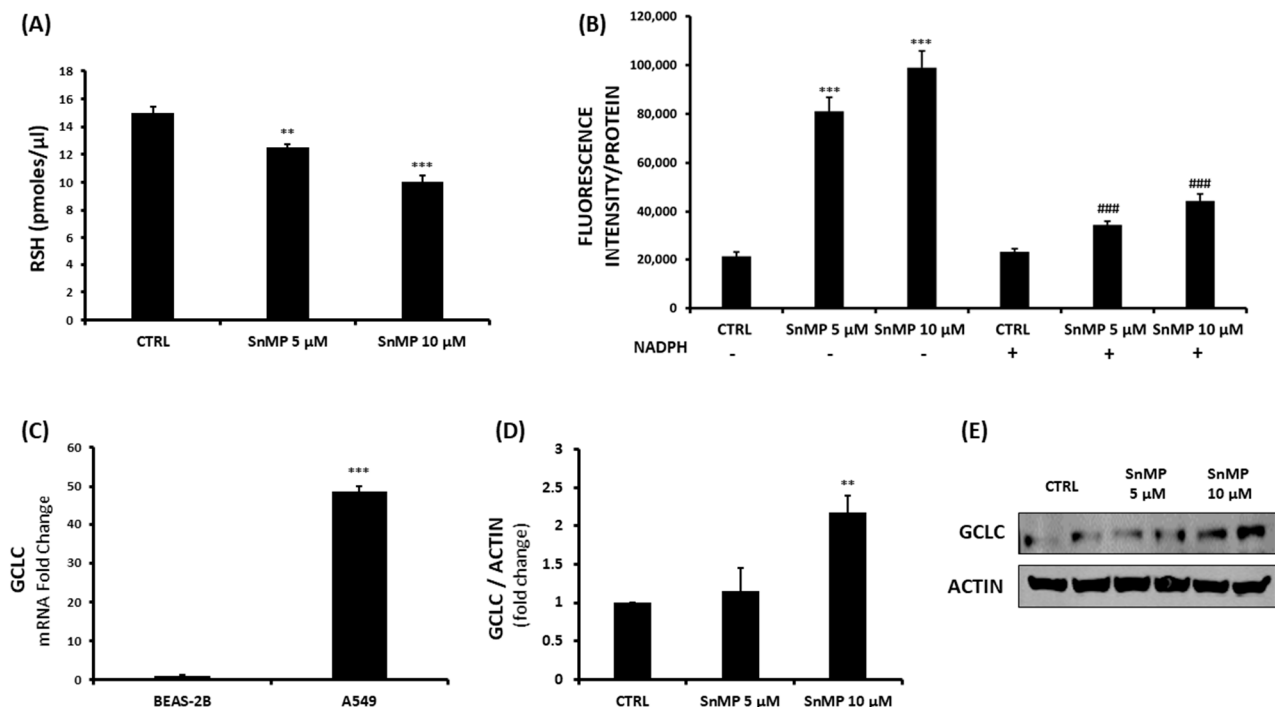 (A)
18
16
14
12
10
8
6
4
2
0
RSH (pmoles/μl)
**
***
CTRL
SnMP 5 μM
SnMP 10 μM
(B)
120,000
100,000
80,000
60,000
40,000
20,000
0
FLUORESCENCE
INTENSITY/PROTEIN
***
***
###
###
CTRL SnMP 5 μM SnMP 10 μM CTRL SnMP 5 μM SnMP 10 μM
NADPH - - - + + +
(C)
60
50
40
30
20
10
0
GCLC
mRNA Fold Change
***
BEAS-2B
A549
(D)
3
2.5
2
1.5
1
0.5
0
GCLC / ACTIN
(fold change)
**
CTRL
SnMP 5 μM
SnMP 10 μM
(E)
CTRL
SnMP
5 μM
SnMP
10 μM
GCLC
ACTIN